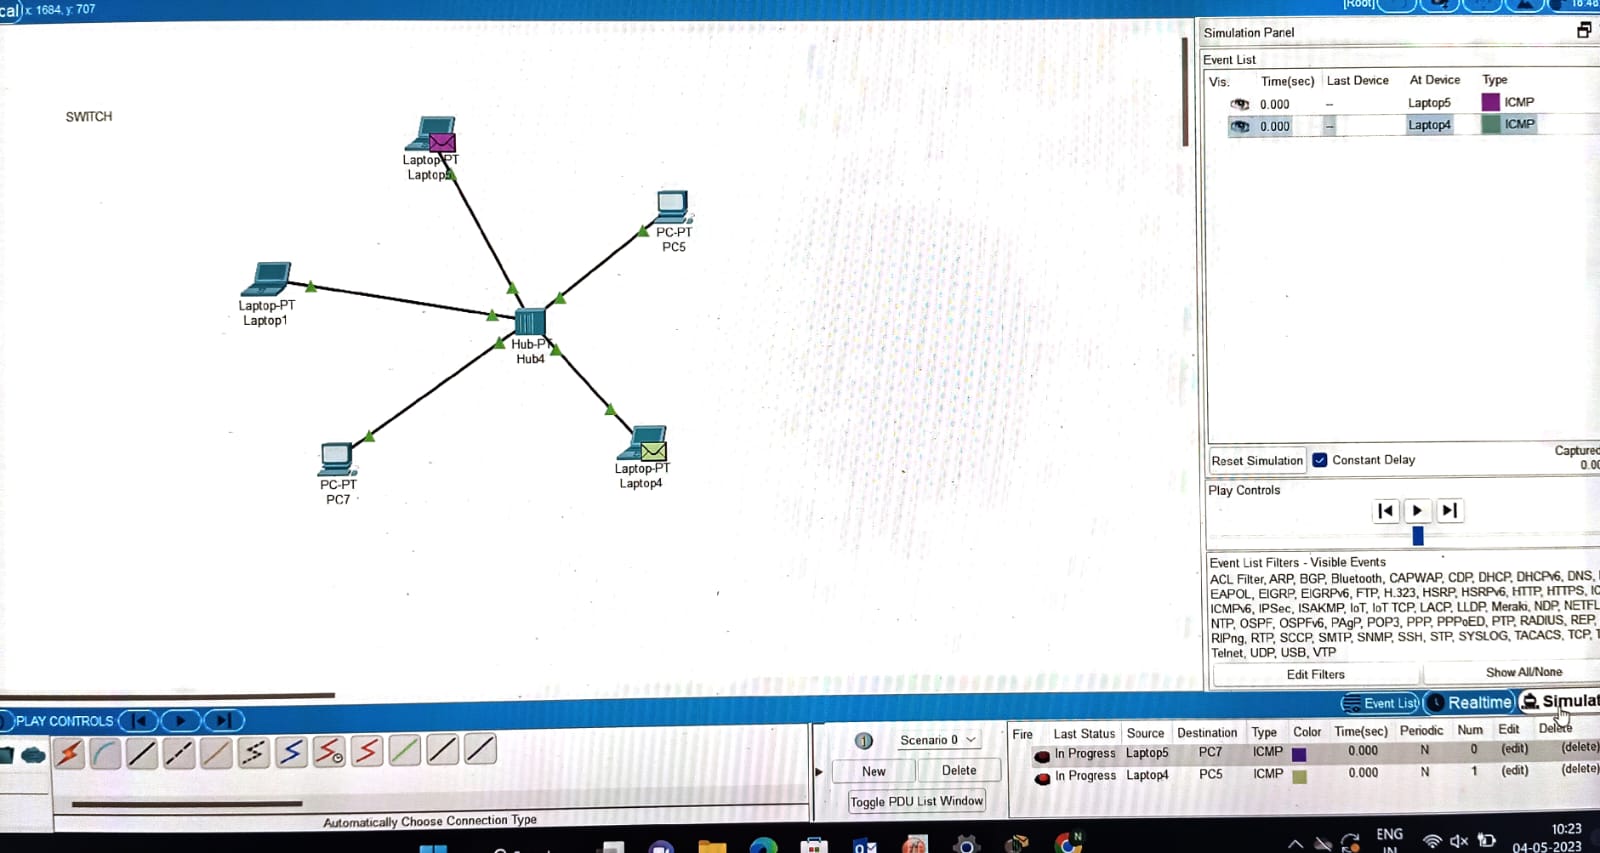 cal x: 1684, y: 707
[Root]
16:48
SWITCH
Laptop-PT
Laptop5
PC-PT
PC5
Laptop-PT
Laptop1
Hub-PT
Hub4
Laptop-PT
Laptop4
PC-PT
PC7
Simulation Panel
Event List
Vis. Time(sec) Last Device At Device Type
0.000 -- Laptop5 ICMP
0.000 -- Laptop4 ICMP
Reset Simulation Constant Delay
Captured
0.00
Play Controls
Event List Filters - Visible Events
ACL Filter, ARP, BGP, Bluetooth, CAPWAP, CDP, DHCP, DHCPv6, DNS,
EAPOL, EIGRP, EIGRPv6, FTP, H.323, HSRP, HSRPv6, HTTP, HTTPS, IC
ICMPv6, IPSec, ISAKMP, IoT, IoT TCP, LACP, LLDP, Meraki, NDP, NETFL
NTP, OSPF, OSPFv6, PAgP, POP3, PPP, PPPoED, PTP, RADIUS, REP,
RIPng, RTP, SCCP, SMTP, SNMP, SSH, STP, SYSLOG, TACACS, TCP, T
Telnet, UDP, USB, VTP
Edit Filters Show All/None
Event List Realtime Simulat
PLAY CONTROLS
Scenario 0
New Delete
Toggle PDU List Window
Fire Last Status Source Destination Type Color Time(sec) Periodic Num Edit Delete
In Progress Laptop5 PC7 ICMP 0.000 N 0 (edit) (delete)
In Progress Laptop4 PC5 ICMP 0.000 N 1 (edit) (delete)
Automatically Choose Connection Type
N
ENG
IN
10:23
04-05-2023